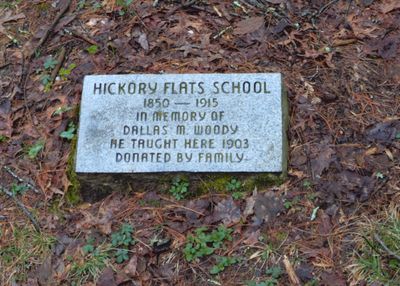 HICKORY FLATS SCHOOL
1850 — 1915
IN MEMORY OF
DALLAS M. WOODY
HE TAUGHT HERE 1903
DONATED BY FAMILY